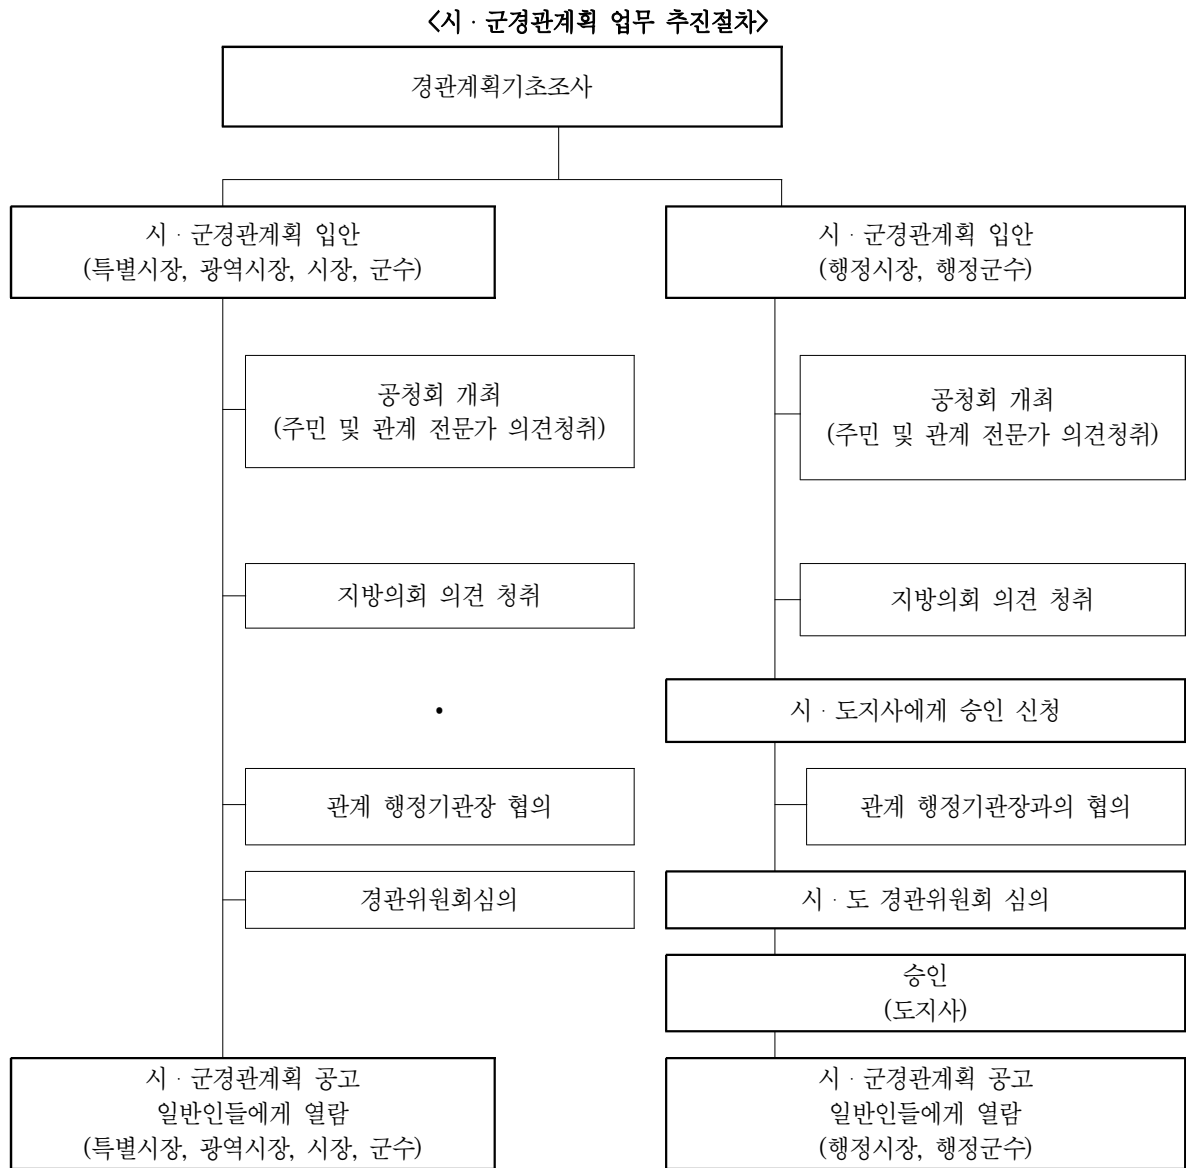 <시 · 군경관계획 업무 추진절차>
경관계획기초조사
시 · 군경관계획 입안
(특별시장, 광역시장, 시장, 군수)
시 · 군경관계획 입안
(행정시장, 행정군수)
공청회 개최
(주민 및 관계 전문가 의견청취)
공청회 개최
(주민 및 관계 전문가 의견청취)
지방의회 의견 청취
지방의회 의견 청취
시 · 도지사에게 승인 신청
관계 행정기관장 협의
관계 행정기관장과의 협의
경관위원회심의
시 · 도 경관위원회 심의
승인
(도지사)
시 · 군경관계획 공고
일반인들에게 열람
(특별시장, 광역시장, 시장, 군수)
시 · 군경관계획 공고
일반인들에게 열람
(행정시장, 행정군수)